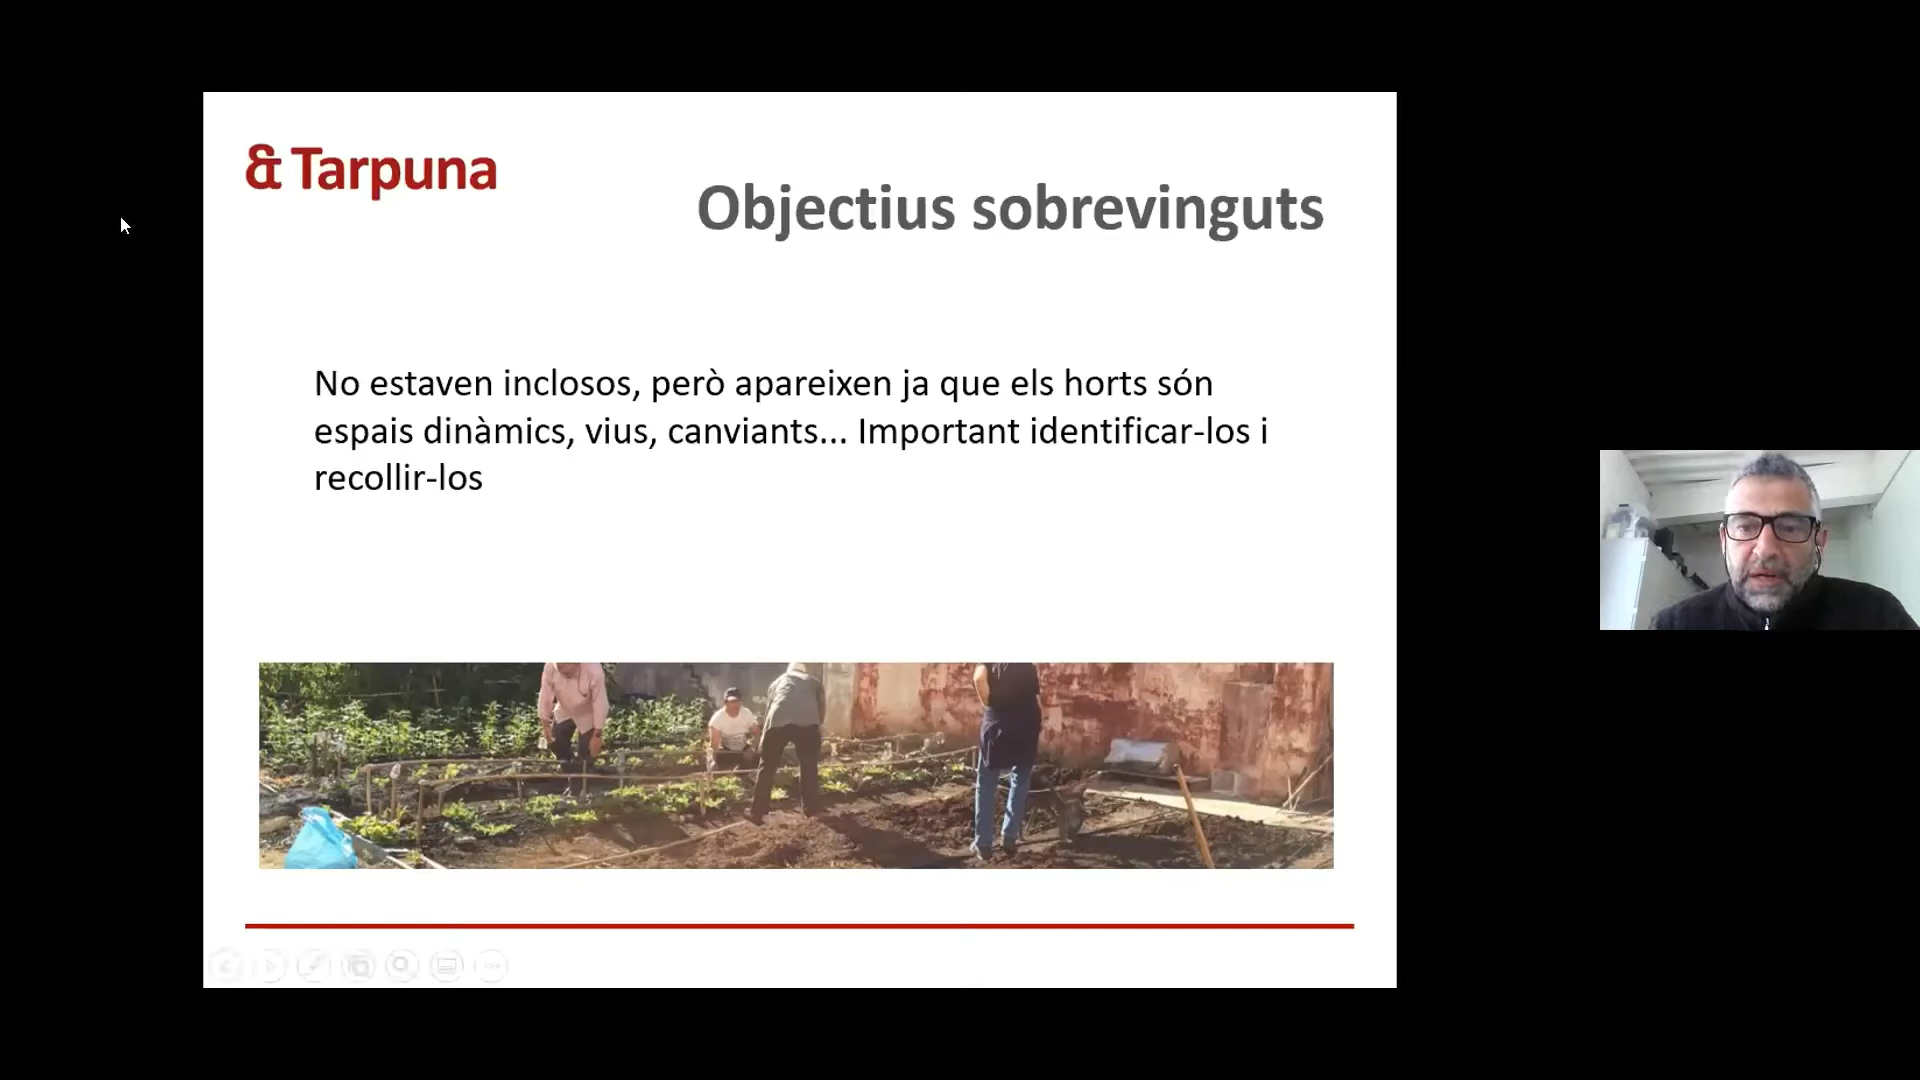 & Tarpuna
Objectius sobrevinguts
No estaven inclosos, però apareixen ja que els horts són
espais dinàmics, vius, canviants... Important identificar-los i
recollir-los